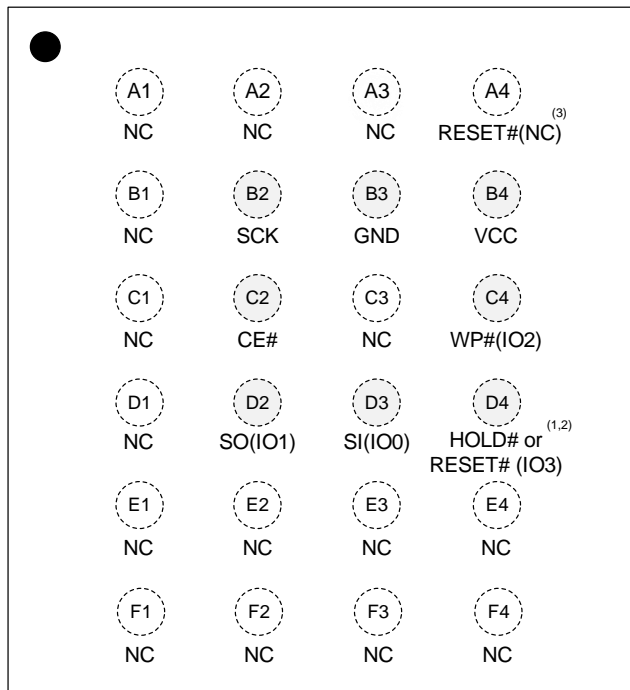 A1 A2 A3 A4
(3)
NC NC NC RESET#(NC)
B1 B2 B3 B4
NC SCK GND VCC
C1 C2 C3 C4
NC CE# NC WP#(IO2)
D1 D2 D3 D4
(1,2)
NC SO(IO1) SI(IO0) HOLD# or
RESET# (IO3)
E1 E2 E3 E4
NC NC NC NC
F1 F2 F3 F4
NC NC NC NC